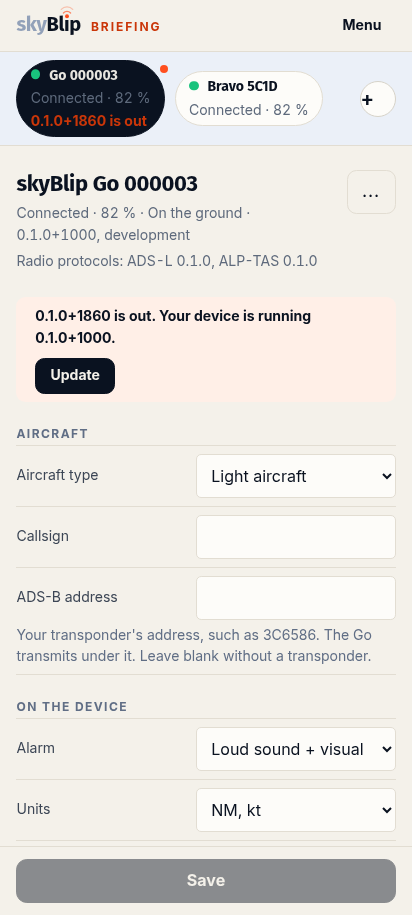 skyBlip BRIEFING
Menu
Go 000003
Connected · 82 %
0.1.0+1860 is out
Bravo 5C1D
Connected · 82 %
+
skyBlip Go 000003
...
Connected · 82 % · On the ground ·
0.1.0+1000, development
Radio protocols: ADS-L 0.1.0, ALP-TAS 0.1.0
0.1.0+1860 is out. Your device is running
0.1.0+1000.
Update
AIRCRAFT
Aircraft type
Light aircraft
Callsign
ADS-B address
Your transponder's address, such as 3C6586. The Go
transmits under it. Leave blank without a transponder.
ON THE DEVICE
Alarm
Loud sound + visual
Units
NM, kt
Save